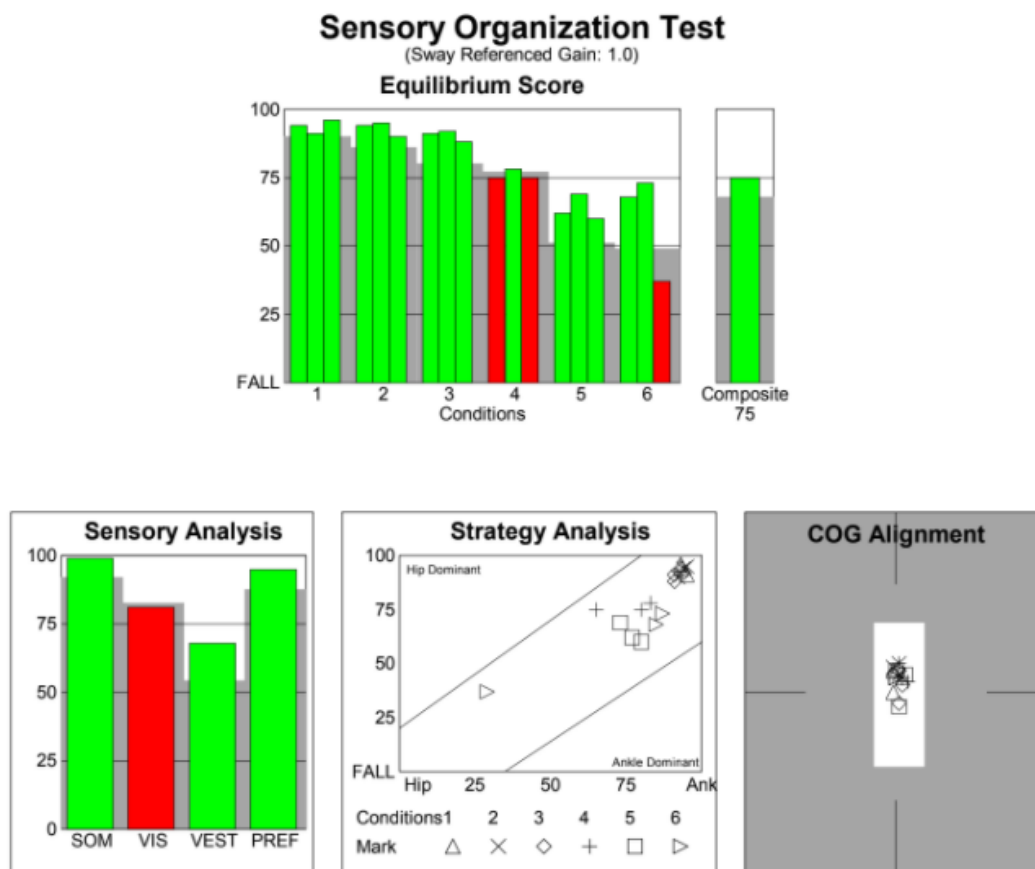 Sensory Organization Test
(Sway Referenced Gain: 1.0)
Equilibrium Score
100
75
50
25
FALL
1 2 3 4 5 6
Conditions
Composite
75
Sensory Analysis
100
75
50
25
0
SOM VIS VEST PREF
Strategy Analysis
100
Hip Dominant
75
50
25
FALL
Ankle Dominant
Hip 25 50 75 Ank
Conditions1 2 3 4 5 6
Mark
COG Alignment